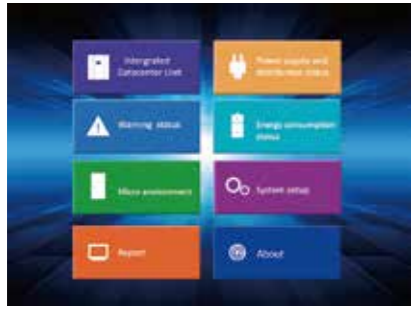 Intergrated
Datacenter Unit
Power supply and
distribution status
Warning status
Energy consumption
status
Micro environment
System setup
Report
About